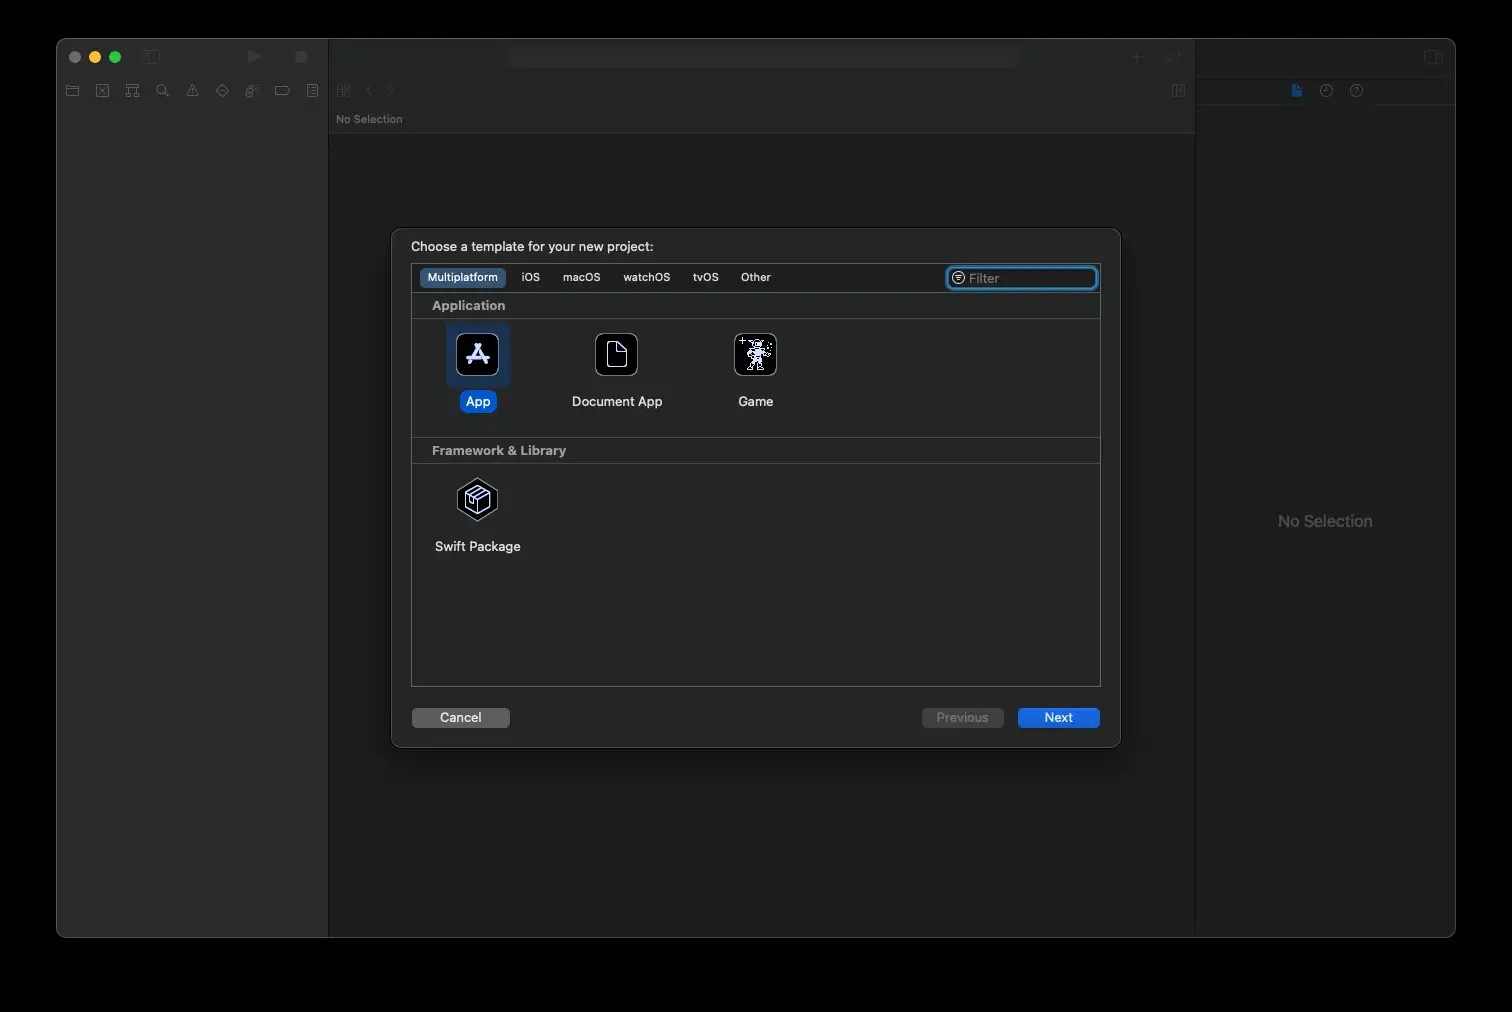 No Selection
Choose a template for your new project:
Multiplatform iOS macOS watchOS tvOS Other Filter
Application
App Document App Game
Framework & Library
Swift Package
No Selection
Cancel Previous Next